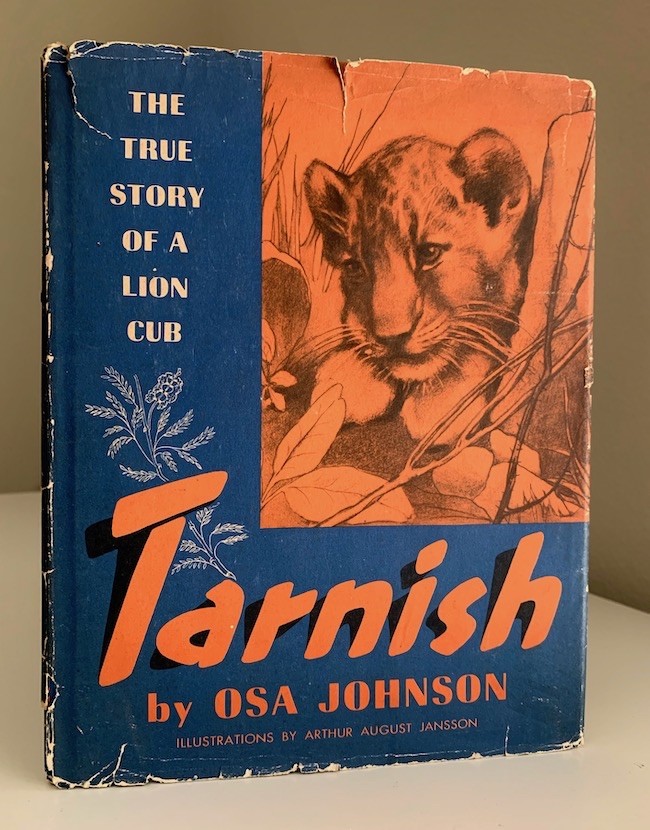 THE
TRUE
STORY
OF A
LION
CUB
Tarnish
by OSA JOHNSON
ILLUSTRATIONS BY ARTHUR AUGUST JANSSON